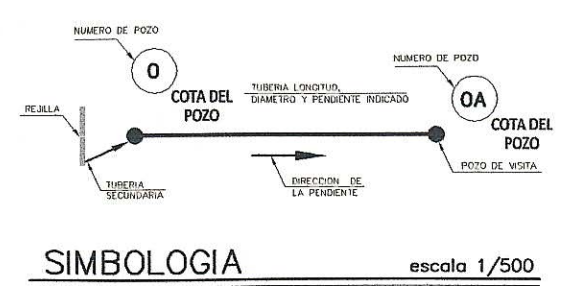 NUMERO DE POZO
O
COTA DEL
POZO
REJILLA
TUBERIA LONGITUD,
DIAMETRO Y PENDIENTE INDICADO
NUMERO DE POZO
OA
COTA DEL
POZO
TUBERIA
SECUNDARIA
DIRECCION DE
LA PENDIENTE
POZO DE VISITA
SIMBOLOGIA
escala 1/500